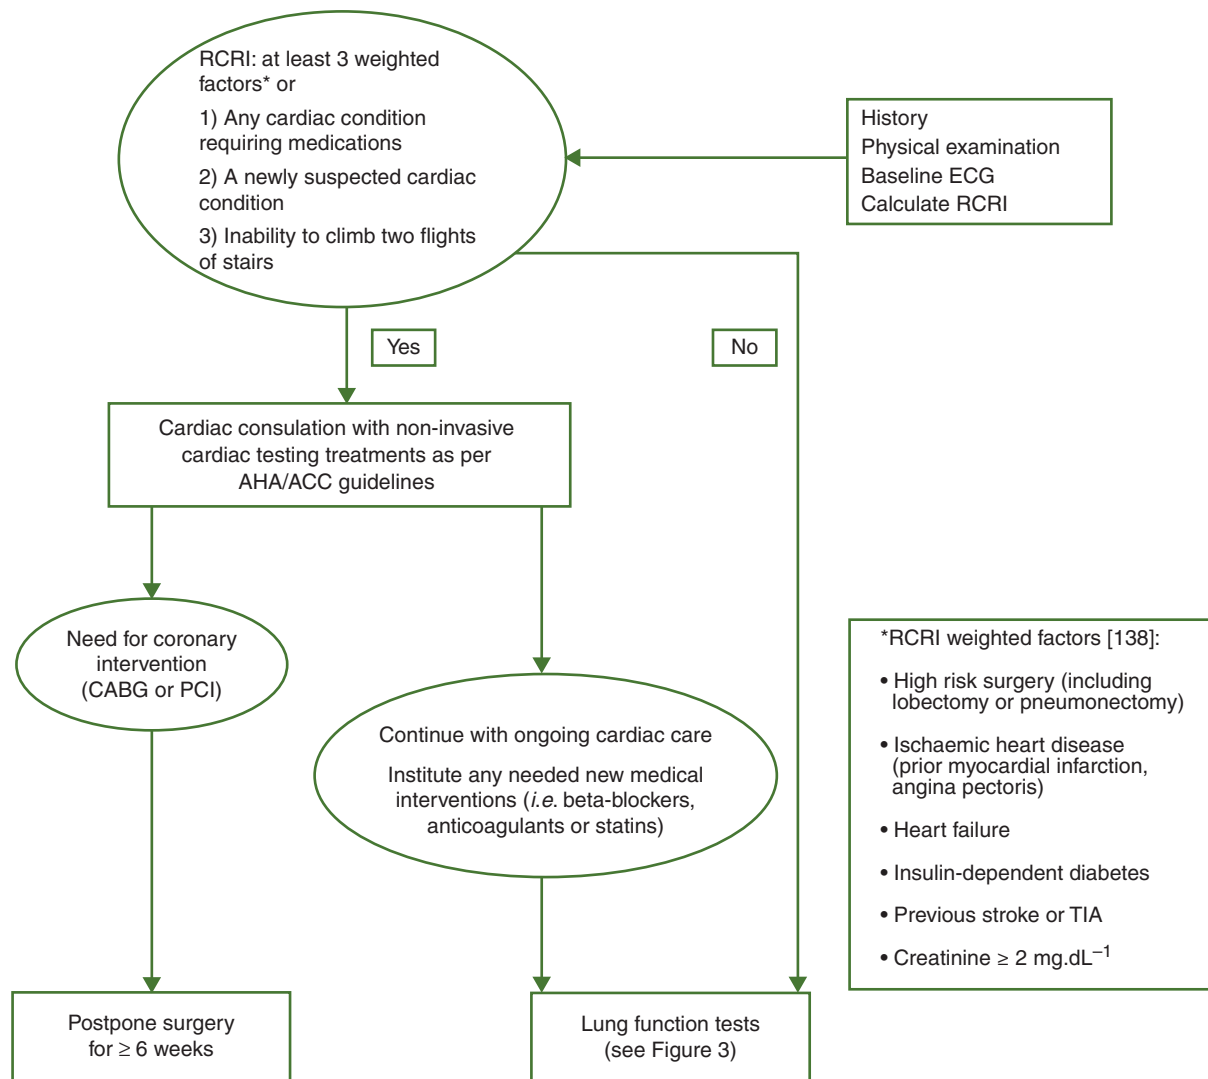 RCRI: at least 3 weighted
factors* or
1) Any cardiac condition
requiring medications
2) A newly suspected cardiac
condition
3) Inability to climb two flights
of stairs
History
Physical examination
Baseline ECG
Calculate RCRI
Yes
No
Cardiac consulation with non-invasive
cardiac testing treatments as per
AHA/ACC guidelines
Need for coronary
intervention
(CABG or PCI)
Continue with ongoing cardiac care
Institute any needed new medical
interventions (i.e. beta-blockers,
anticoagulants or statins)
*RCRI weighted factors [138]:
• High risk surgery (including
lobectomy or pneumonectomy)
• Ischaemic heart disease
(prior myocardial infarction,
angina pectoris)
• Heart failure
• Insulin-dependent diabetes
• Previous stroke or TIA
• Creatinine ≥ 2 mg.dL⁻¹
Postpone surgery
for ≥ 6 weeks
Lung function tests
(see Figure 3)